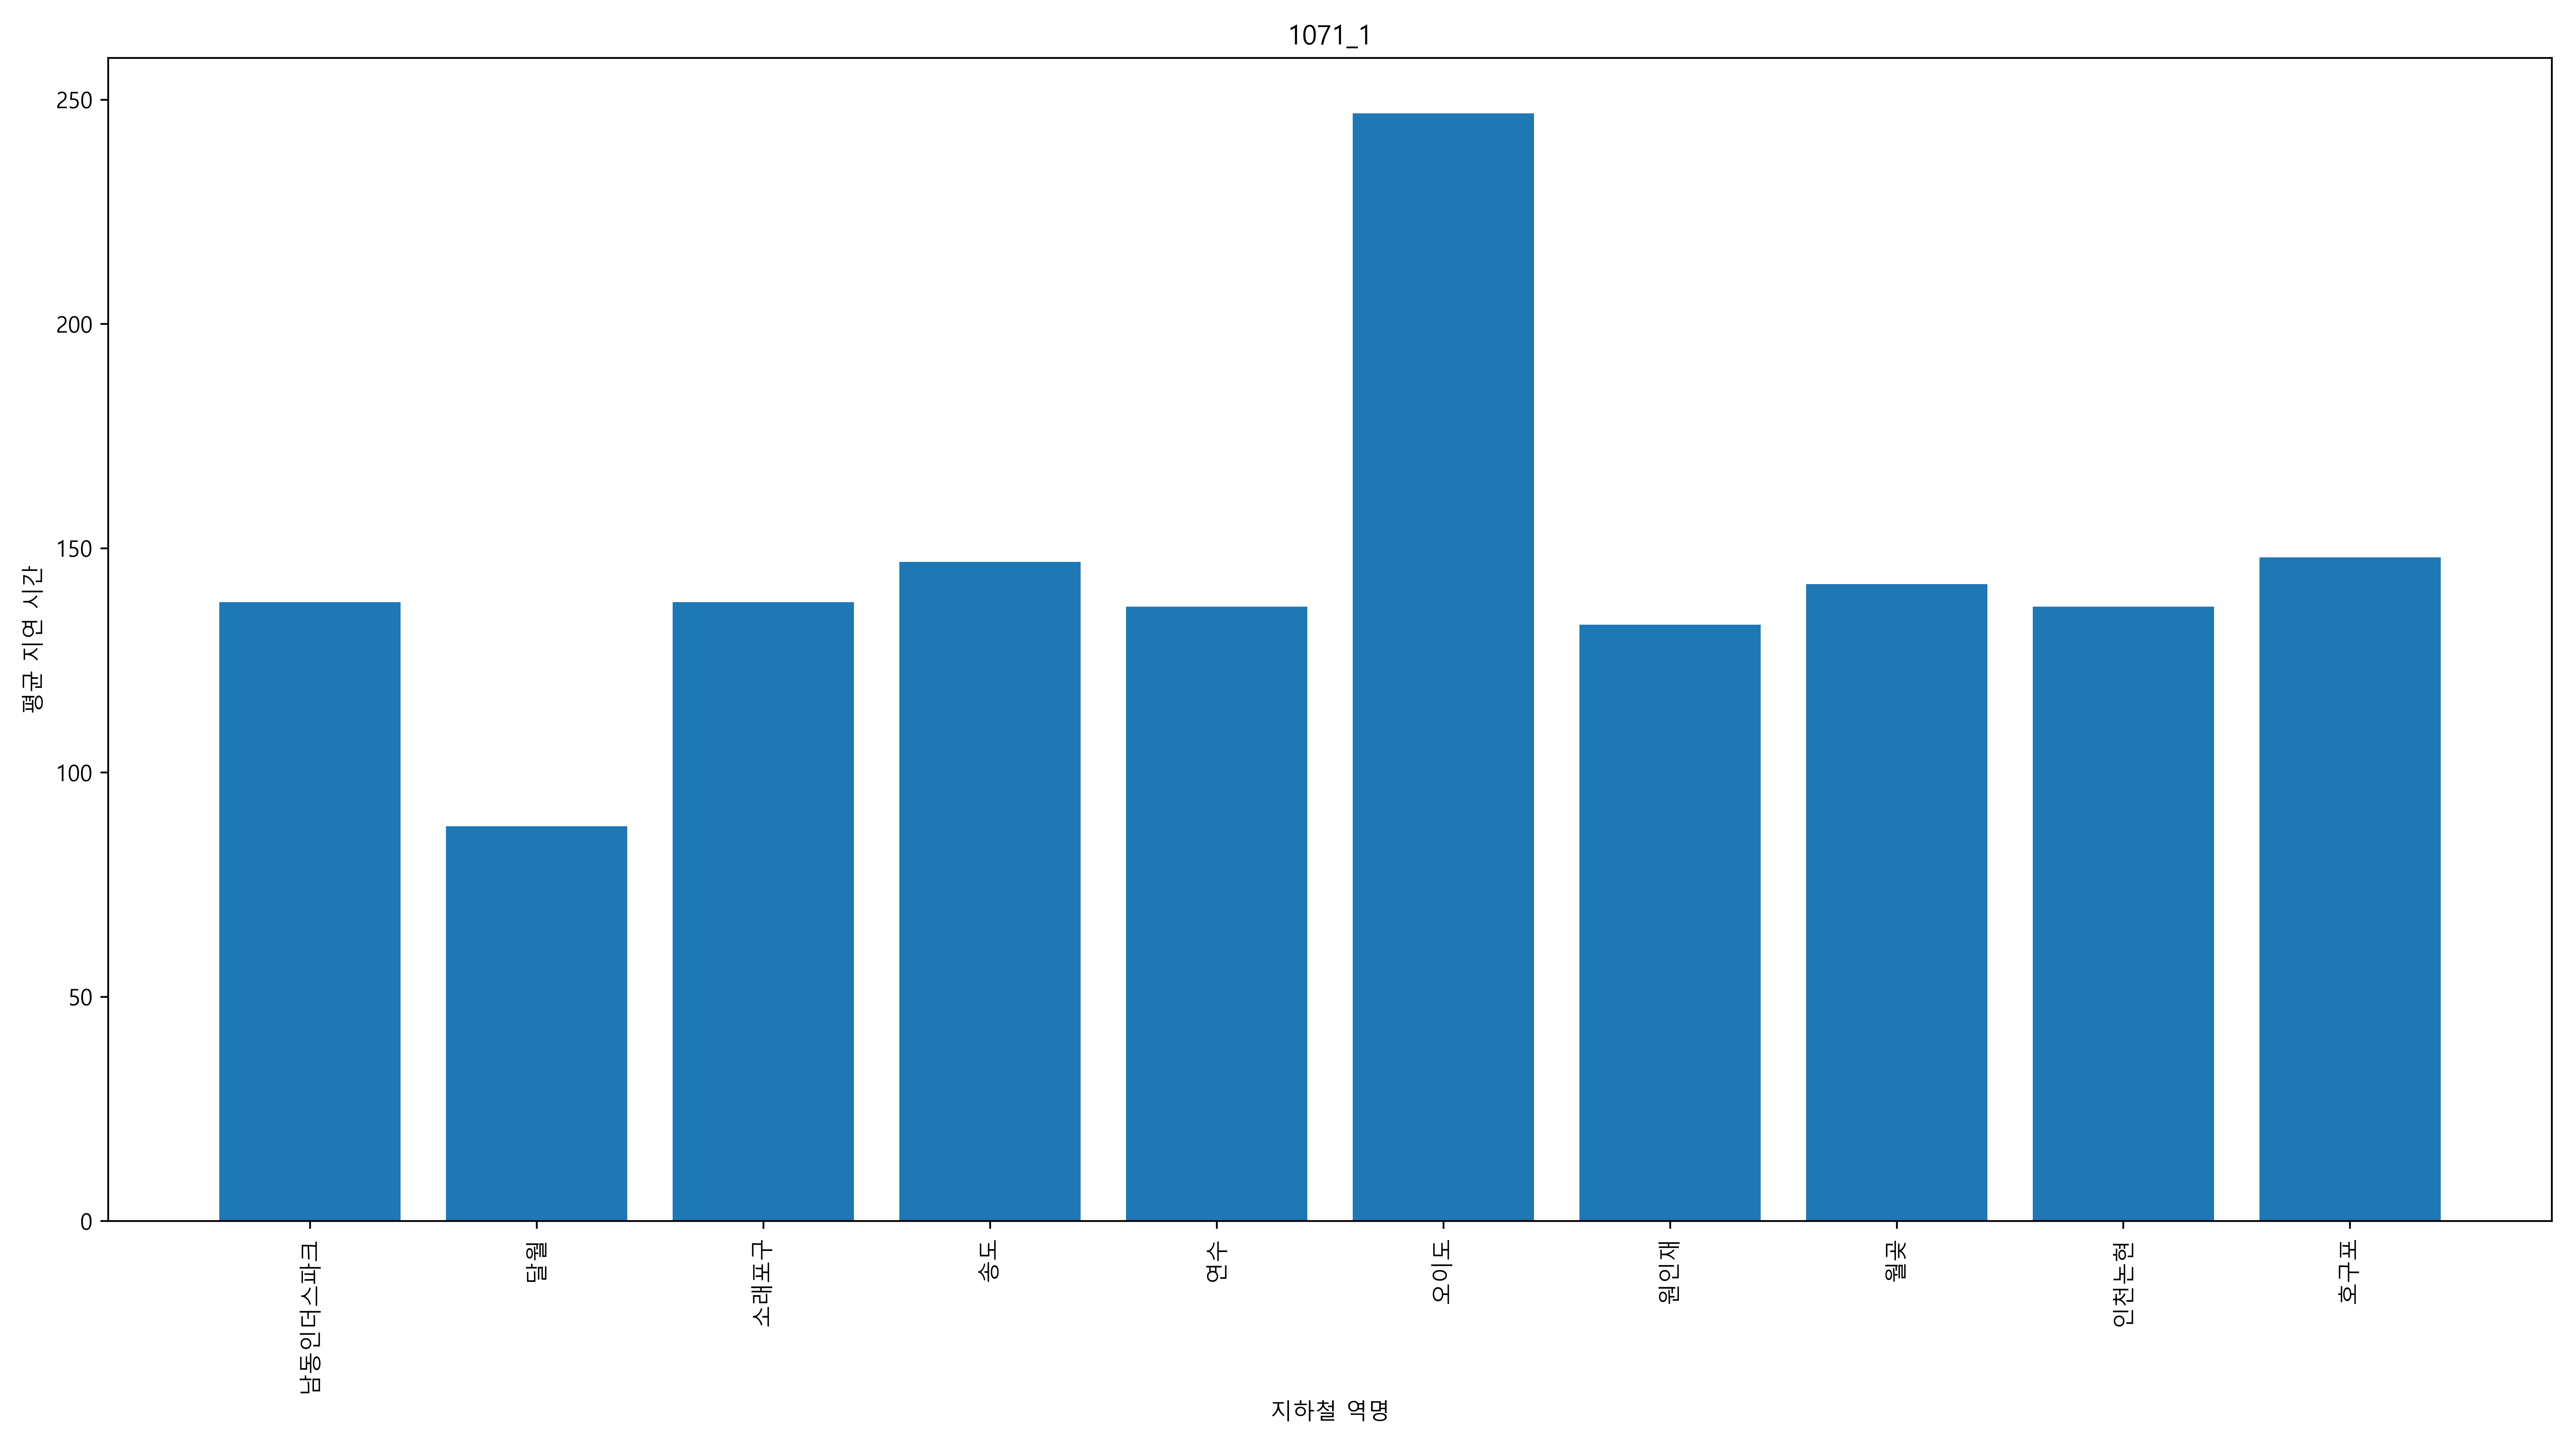 1071_1
평균 지연 시간
250
200
150
100
50
0
남동인더스파크
달월
소래포구
송도
연수
오이도
원인재
월곶
인천논현
호구포
지하철 역명